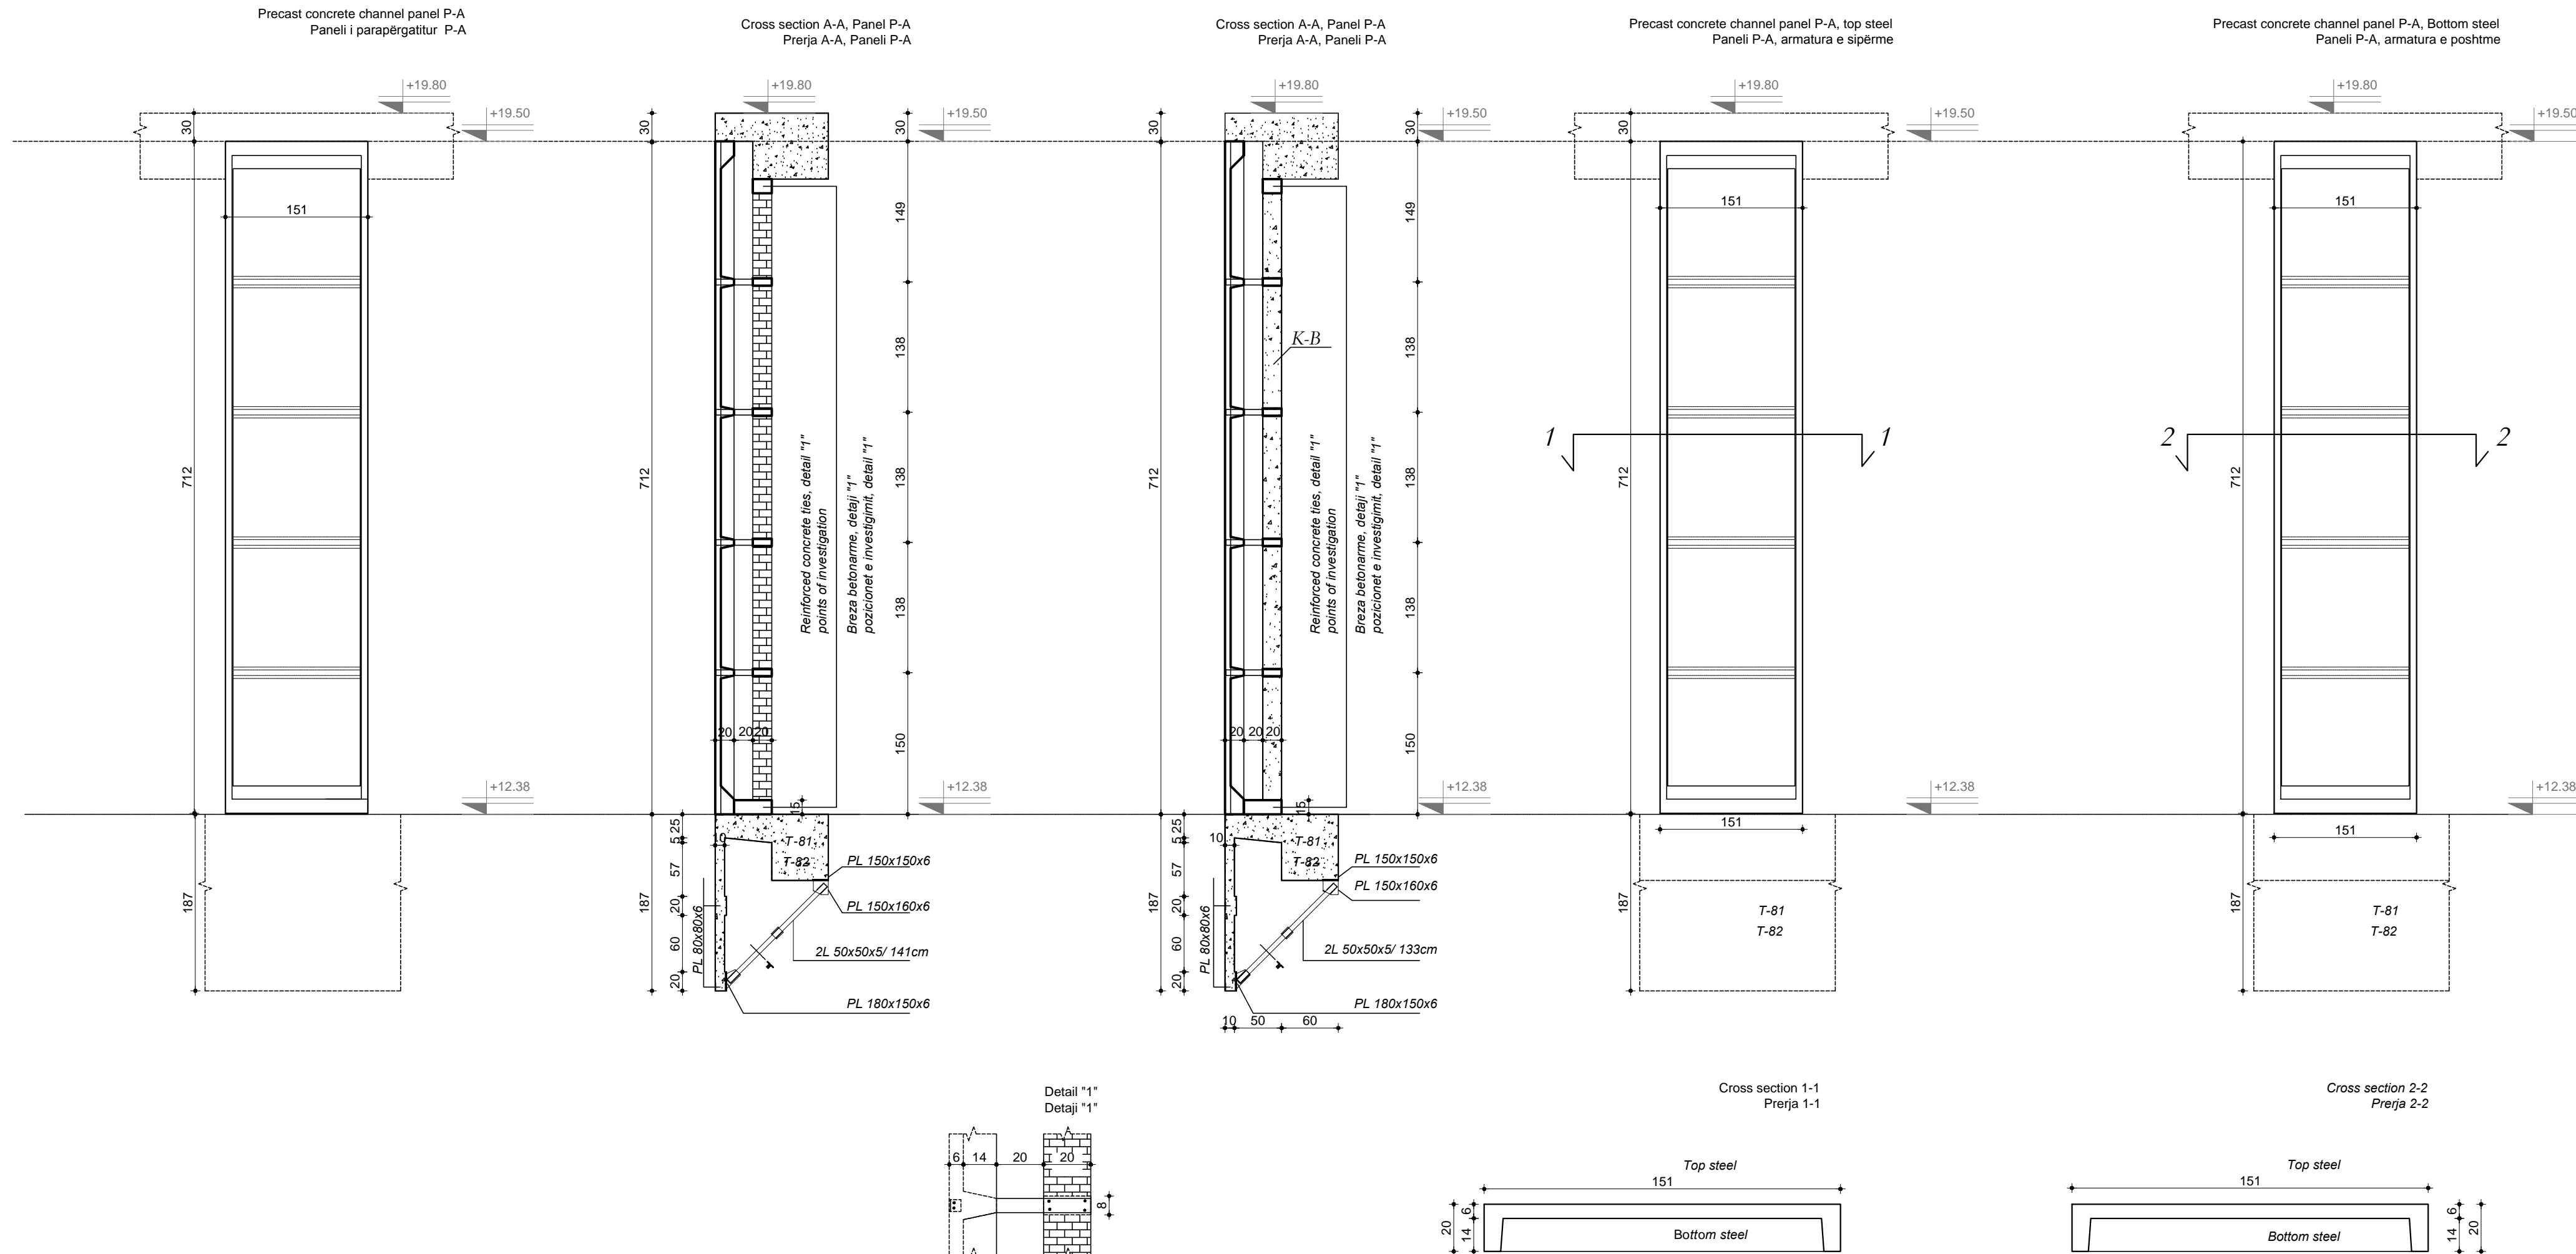 Precast concrete channel panel P-A
Paneli i parapërgatitur P-A
+19.80
+19.50
30
151
712
+12.38
187
Cross section A-A, Panel P-A
Prerja A-A, Paneli P-A
+19.80
+19.50
30
30
149
138
138
138
150
712
Reinforced concrete ties, detail "1"
points of investigation
Breza betonarme, detaji "1"
pozicionet e investigimit, detail "1"
20 20 20
+12.38
15
25
5
57
20
60
20
187
10
T-81
T-82
PL 150x150x6
PL 150x160x6
PL 80x80x6
2L 50x50x5/ 141cm
PL 180x150x6
Cross section A-A, Panel P-A
Prerja A-A, Paneli P-A
+19.80
+19.50
30
30
149
138
138
138
150
712
K-B
Reinforced concrete ties, detail "1"
points of investigation
Breza betonarme, detaji "1"
pozicionet e investigimit, detail "1"
20 20 20
+12.38
15
25
5
57
20
60
20
187
10
T-81
T-82
PL 150x150x6
PL 150x160x6
PL 80x80x6
2L 50x50x5/ 133cm
PL 180x150x6
10 50 60
Precast concrete channel panel P-A, top steel
Paneli P-A, armatura e sipërme
+19.80
+19.50
30
151
1 1
712
+12.38
151
187
T-81
T-82
Precast concrete channel panel P-A, Bottom steel
Paneli P-A, armatura e poshtme
+19.80
+19.50
151
2 2
712
+12.38
151
187
T-81
T-82
Detail "1"
Detaji "1"
6 14 20 20
8
Cross section 1-1
Prerja 1-1
Top steel
151
20
6
14
Bottom steel
Cross section 2-2
Prerja 2-2
Top steel
151
6
14
20
Bottom steel